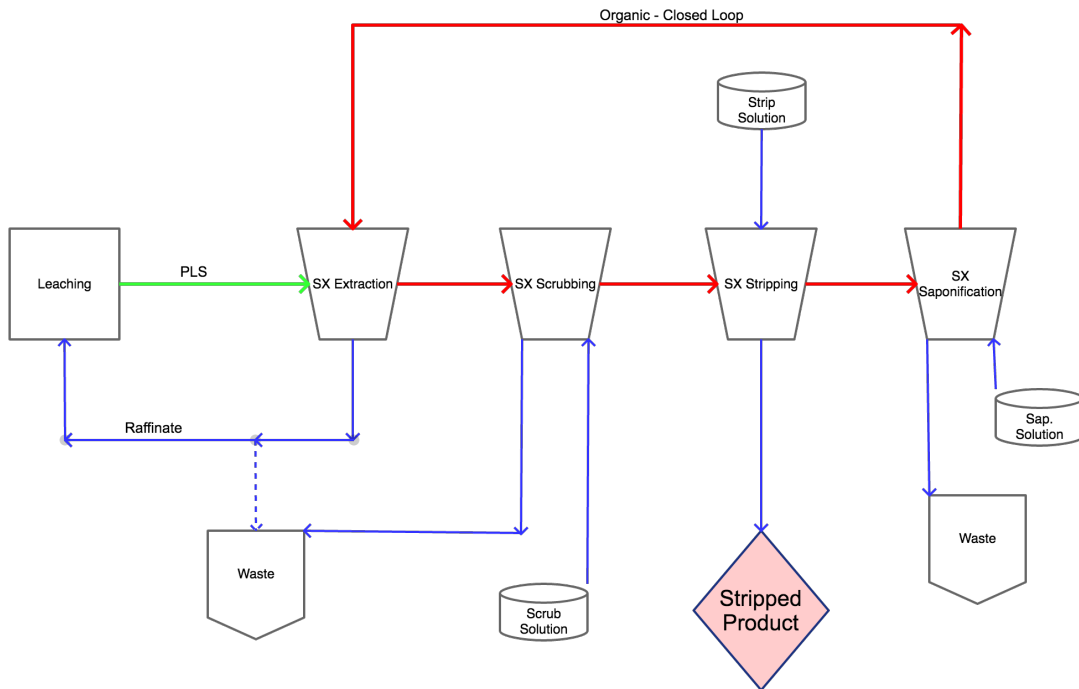 Organic - Closed Loop
Strip
Solution
Leaching
PLS
SX Extraction
SX Scrubbing
SX Stripping
SX
Saponification
Raffinate
Sap.
Solution
Waste
Waste
Scrub
Solution
Stripped
Product